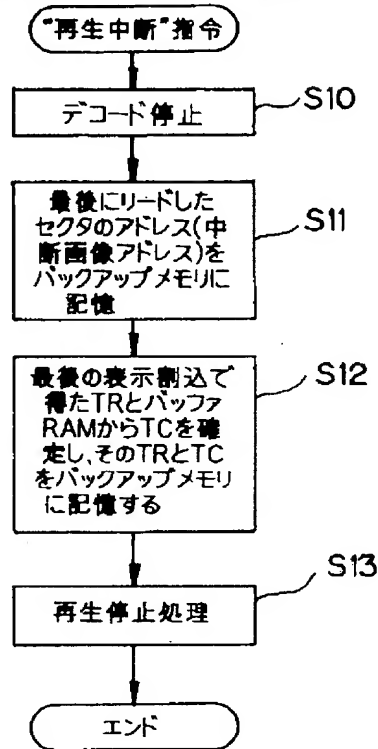 "再生中断"指令
デコード停止
S10
最後にリードした
セクタのアドレス(中
断画像アドレス)を
バックアップメモリに
記憶
S11
最後の表示割込で
得たTRとバッファ
RAMからTCを確
定し、そのTRとTC
をバックアップメモリ
に記憶する
S12
再生停止処理
S13
エンド